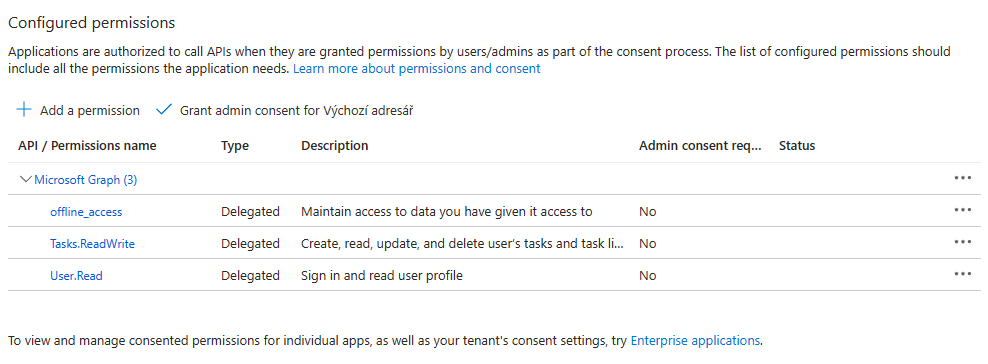 Configured permissions
Applications are authorized to call APIs when they are granted permissions by users/admins as part of the consent process. The list of configured permissions should
include all the permissions the application needs. Learn more about permissions and consent
Add a permission Grant admin consent for Výchozí adresář
API / Permissions name Type Description Admin consent req... Status
Microsoft Graph (3) ...
offline_access Delegated Maintain access to data you have given it access to No ...
Tasks.ReadWrite Delegated Create, read, update, and delete user's tasks and task li... No ...
User.Read Delegated Sign in and read user profile No ...
To view and manage consented permissions for individual apps, as well as your tenant's consent settings, try Enterprise applications.